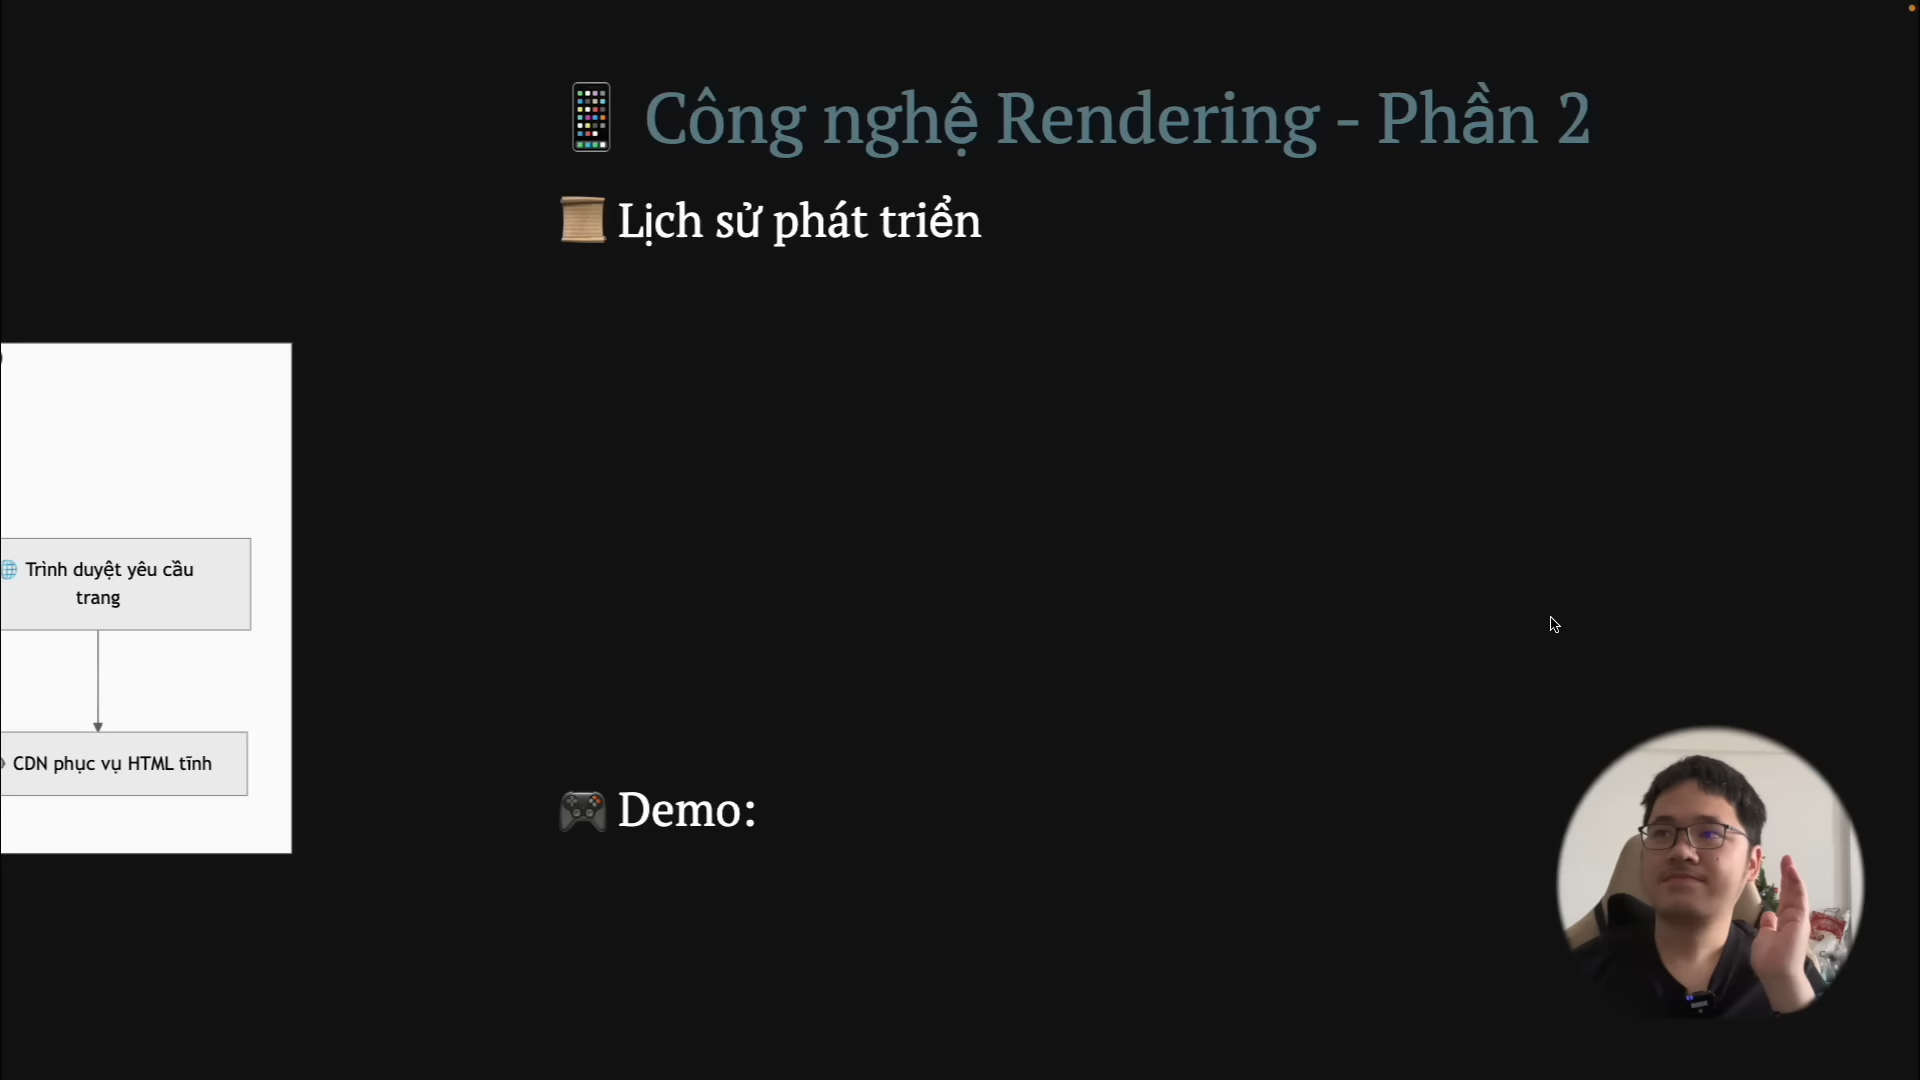 📱 Công nghệ Rendering - Phần 2
📜 Lịch sử phát triển
🌐 Trình duyệt yêu cầu
trang
CDN phục vụ HTML tĩnh
🎮 Demo: